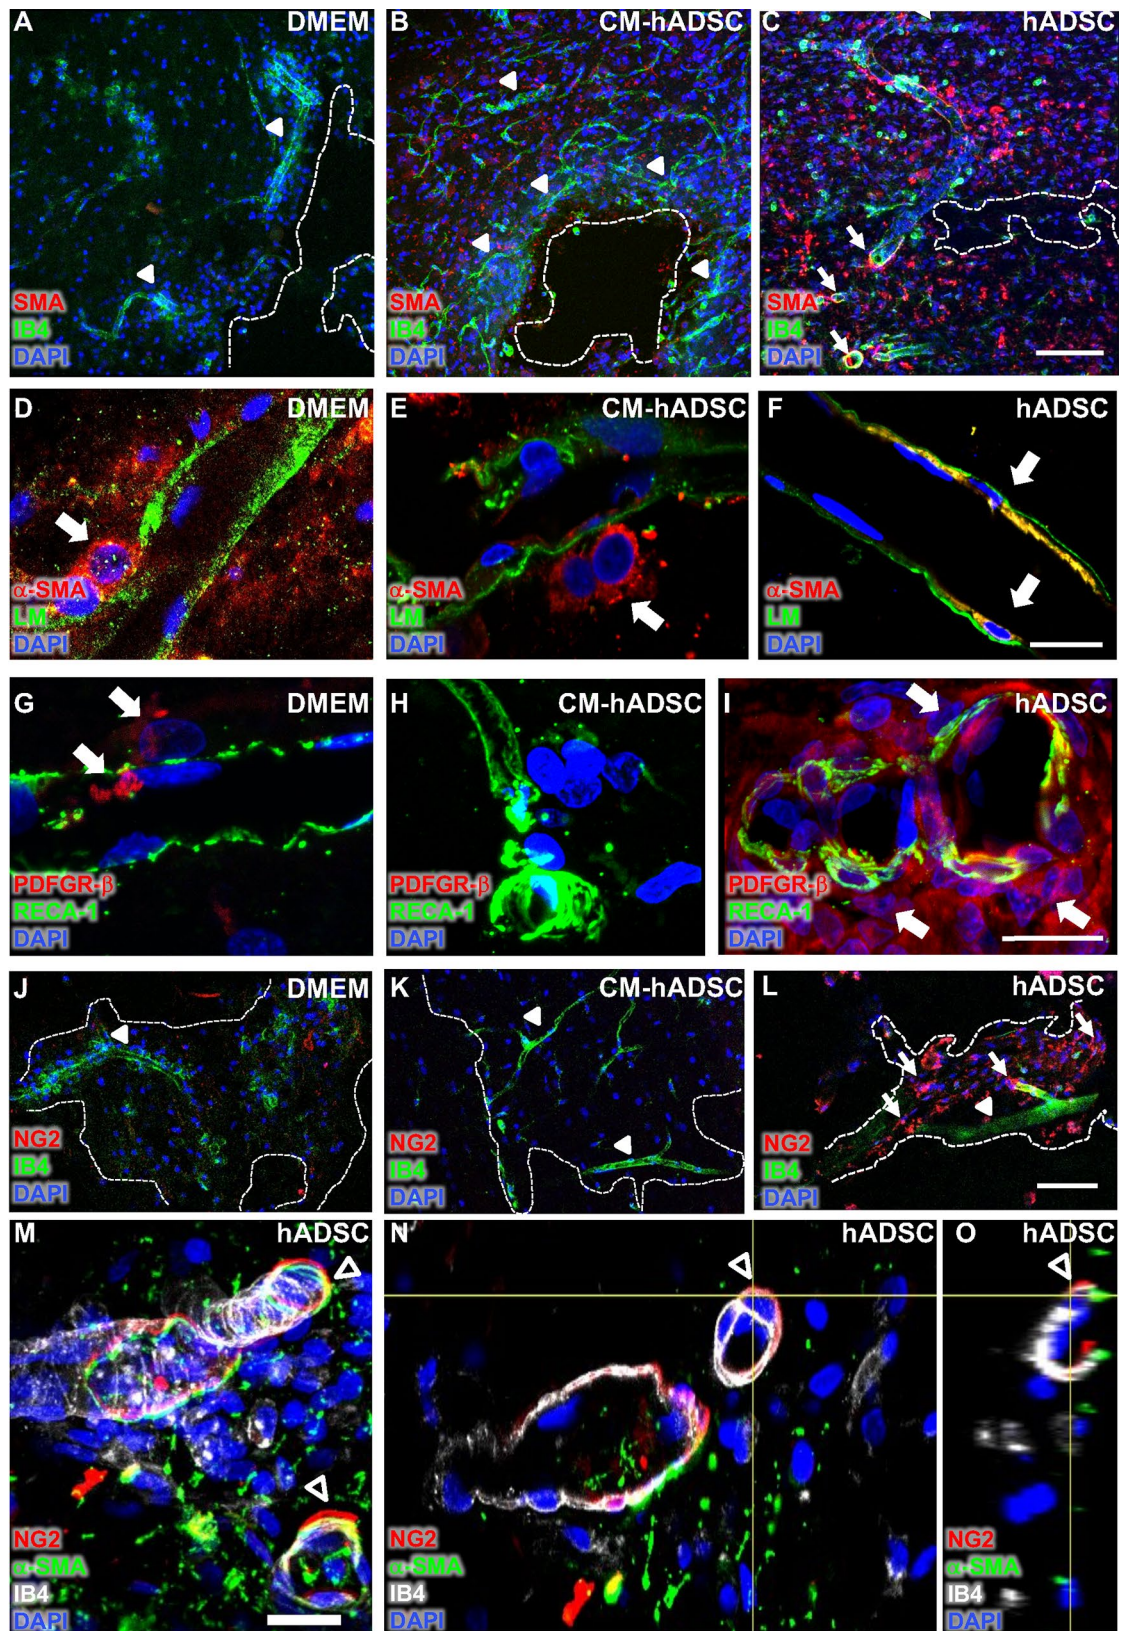 A DMEM
SMA
IB4
DAPI
B CM-hADSC
SMA
IB4
DAPI
C hADSC
SMA
IB4
DAPI
D DMEM
α-SMA
LM
DAPI
E CM-hADSC
α-SMA
LM
DAPI
F hADSC
α-SMA
LM
DAPI
G DMEM
PDFGR-β
RECA-1
DAPI
H CM-hADSC
PDFGR-β
RECA-1
DAPI
I hADSC
PDFGR-β
RECA-1
DAPI
J DMEM
NG2
IB4
DAPI
K CM-hADSC
NG2
IB4
DAPI
L hADSC
NG2
IB4
DAPI
M hADSC
NG2
α-SMA
IB4
DAPI
N hADSC
NG2
α-SMA
IB4
DAPI
O hADSC
NG2
α-SMA
IB4
DAPI